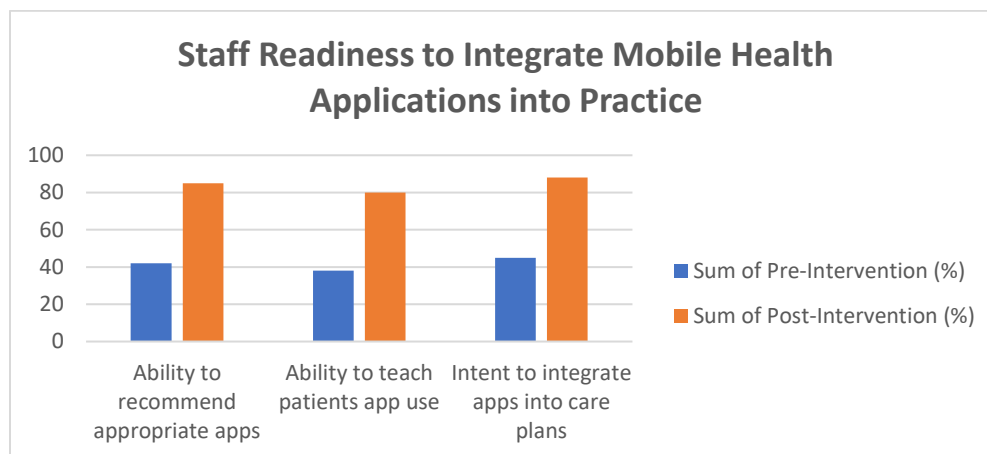 Staff Readiness to Integrate Mobile Health
Applications into Practice
100
80
60
40
20
0
Ability to
recommend
appropriate apps
Ability to teach
patients app use
Intent to integrate
apps into care
plans
Sum of Pre-Intervention (%)
Sum of Post-Intervention (%)